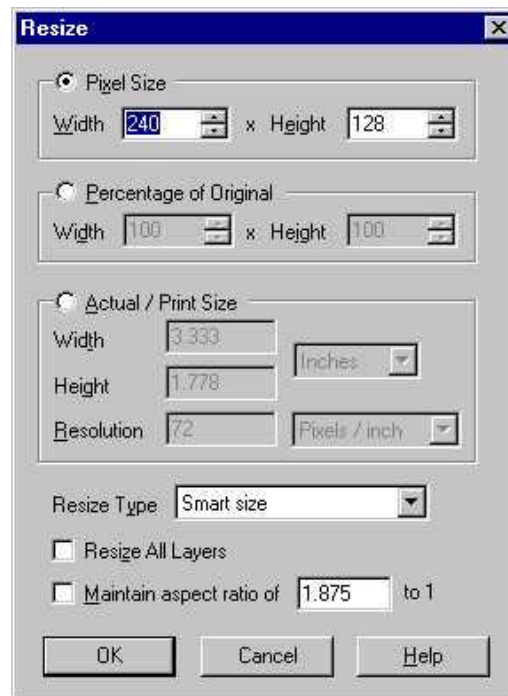 Resize
Pixel Size
Width 240 x Height 128
Percentage of Original
Width 100 x Height 100
Actual / Print Size
Width 3.333
Inches
Height 1.778
Resolution 72 Pixels / inch
Resize Type Smart size
Resize All Layers
Maintain aspect ratio of 1.875 to 1
OK Cancel Help